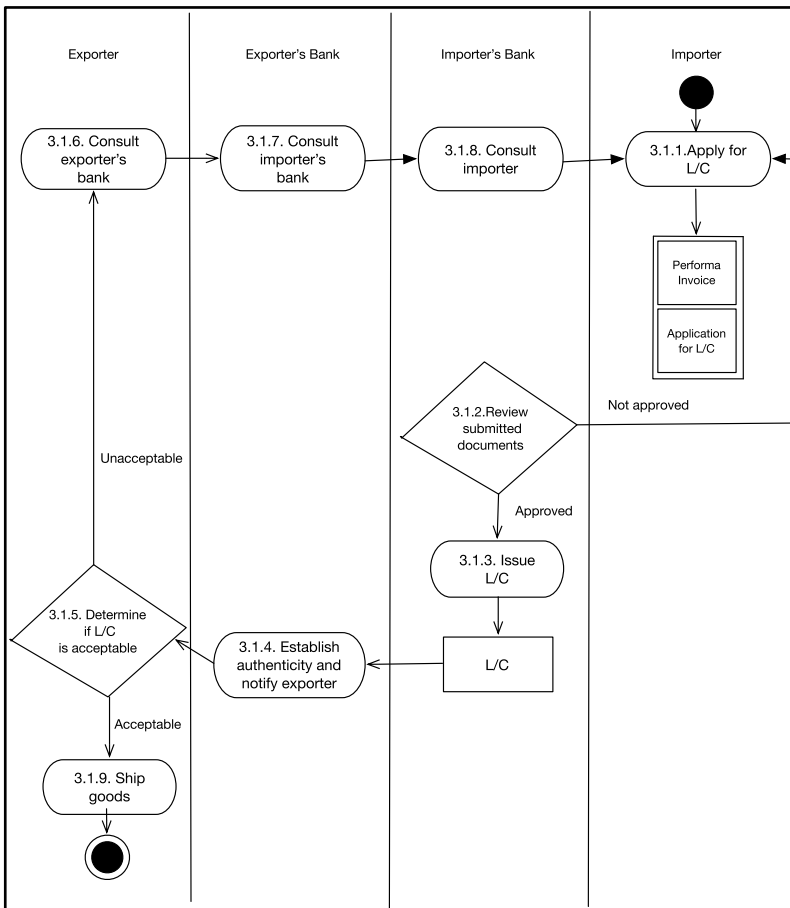 Exporter
Exporter's Bank
Importer's Bank
Importer
3.1.6. Consult
exporter's
bank
3.1.7. Consult
importer's
bank
3.1.8. Consult
importer
3.1.1.Apply for
L/C
Performa
Invoice
Application
for L/C
3.1.2.Review
submitted
documents
Not approved
Approved
Unacceptable
3.1.3. Issue
L/C
L/C
3.1.4. Establish
authenticity and
notify exporter
3.1.5. Determine
if L/C
is acceptable
Acceptable
3.1.9. Ship
goods